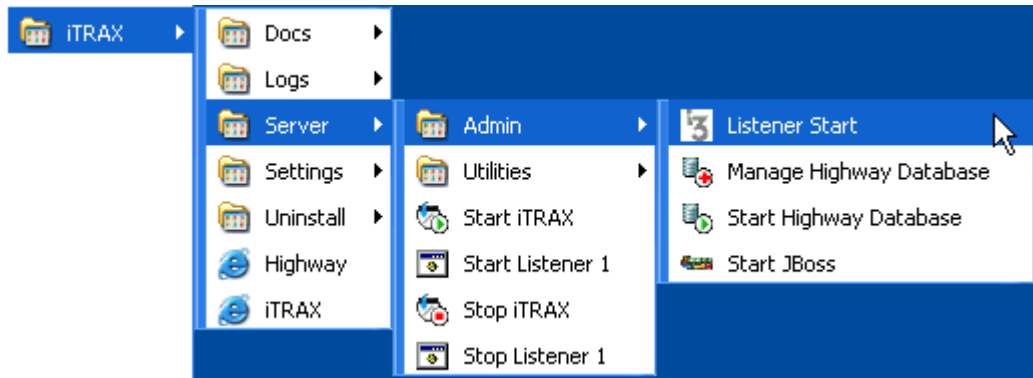 iTRAX
Docs
Logs
Server
Settings
Uninstall
Highway
iTRAX
Admin
Utilities
Start iTRAX
Start Listener 1
Stop iTRAX
Stop Listener 1
Listener Start
Manage Highway Database
Start Highway Database
Start JBoss